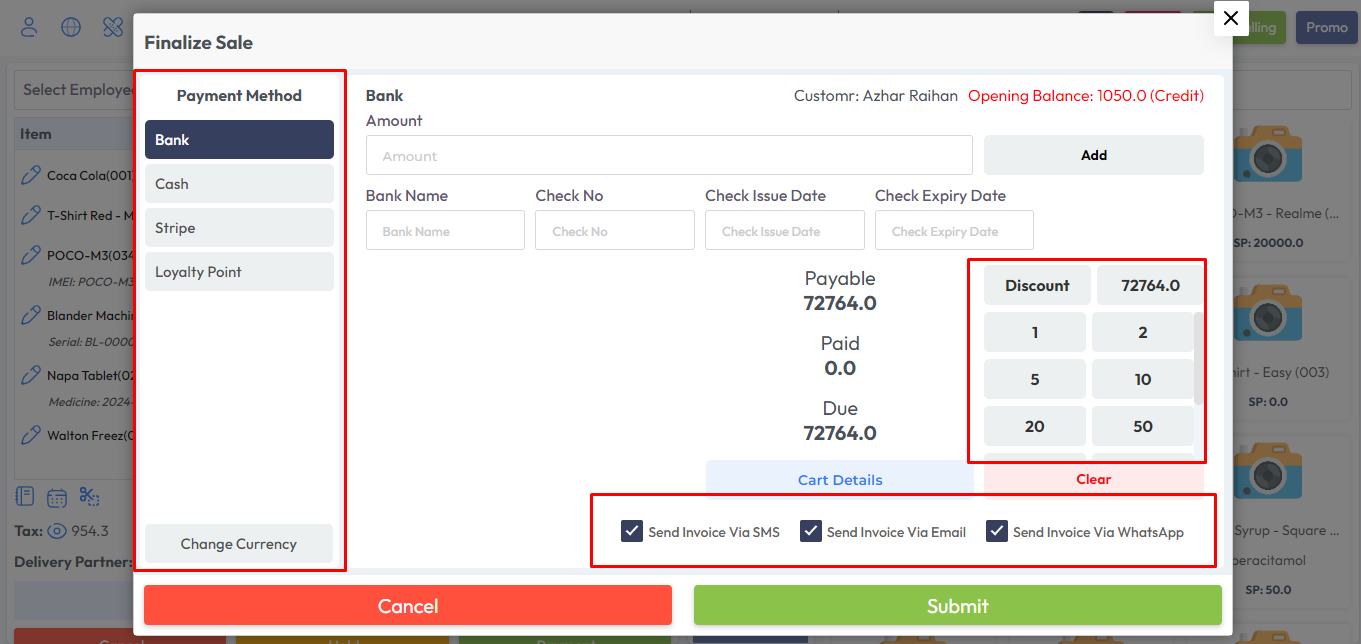 Finalize Sale
elling
Promo
Select Employe
Item
Coca Cola(001
T-Shirt Red - M
POCO-M3(034
IMEI: POCO-M3
Blander Machi
Serial: BL-0000
Napa Tablet(02
Medicine: 2024-
Walton Freez(0
Tax: 954.3
Delivery Partner:
Payment Method
Bank
Cash
Stripe
Loyalty Point
Change Currency
Bank
Customr: Azhar Raihan Opening Balance: 1050.0 (Credit)
Amount
Amount
Add
Bank Name Check No Check Issue Date Check Expiry Date
Bank Name Check No Check Issue Date Check Expiry Date
Payable
72764.0
Paid
0.0
Due
72764.0
Discount 72764.0
1 2
5 10
20 50
Cart Details
Clear
Send Invoice Via SMS Send Invoice Via Email Send Invoice Via WhatsApp
Cancel Submit
O-M3 - Realme (...
SP: 20000.0
hirt - Easy (003)
SP: 0.0
Syrup - Square ...
peracitamol
SP: 50.0